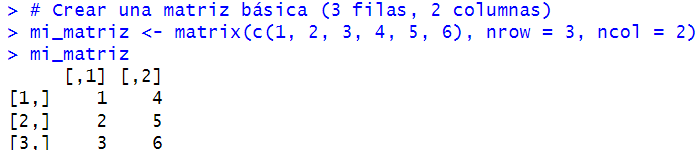 > # Crear una matriz básica (3 filas, 2 columnas)
> mi_matriz <- matrix(c(1, 2, 3, 4, 5, 6), nrow = 3, ncol = 2)
> mi_matriz
     [,1] [,2]
[1,]    1    4
[2,]    2    5
[3,]    3    6